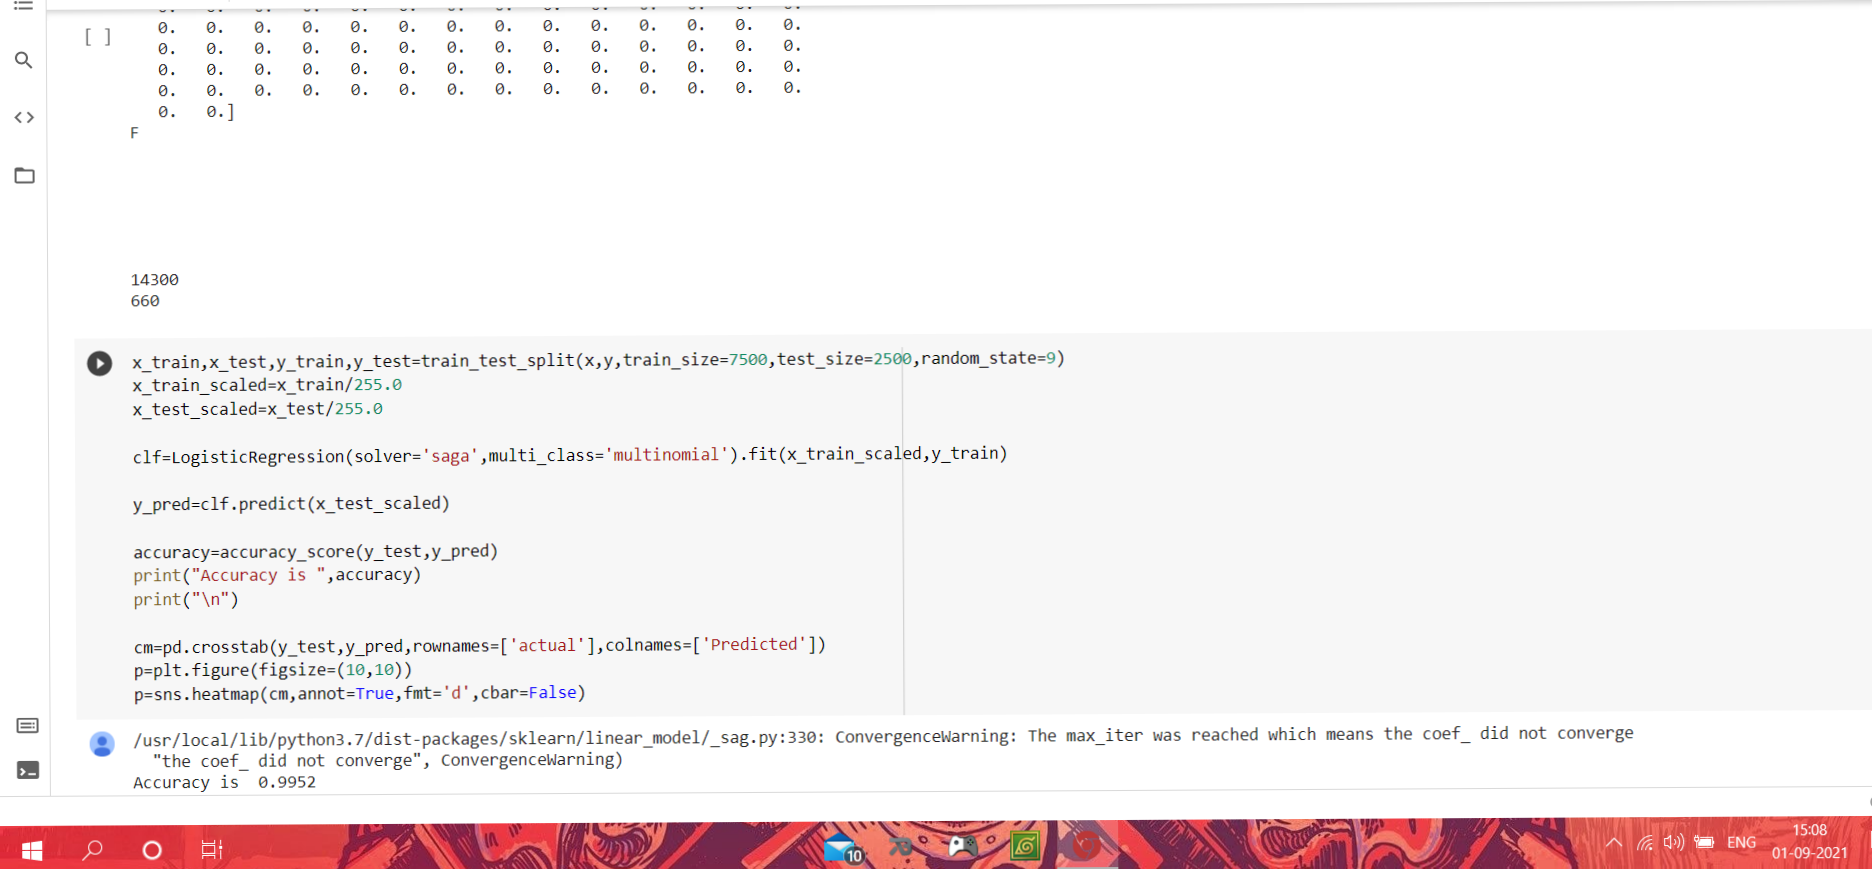 0. 0. 0. 0. 0. 0. 0. 0. 0. 0. 0. 0. 0. 0.
[ ]
0. 0. 0. 0. 0. 0. 0. 0. 0. 0. 0. 0. 0. 0.
0. 0. 0. 0. 0. 0. 0. 0. 0. 0. 0. 0. 0. 0.
0. 0. 0. 0. 0. 0. 0. 0. 0. 0. 0. 0. 0. 0.
0. 0.]
F
14300
660
x_train,x_test,y_train,y_test=train_test_split(x,y,train_size=7500,test_size=2500,random_state=9)
x_train_scaled=x_train/255.0
x_test_scaled=x_test/255.0
clf=LogisticRegression(solver='saga',multi_class='multinomial').fit(x_train_scaled,y_train)
y_pred=clf.predict(x_test_scaled)
accuracy=accuracy_score(y_test,y_pred)
print("Accuracy is ",accuracy)
print("\n")
cm=pd.crosstab(y_test,y_pred,rownames=['actual'],colnames=['Predicted'])
p=plt.figure(figsize=(10,10))
p=sns.heatmap(cm,annot=True,fmt='d',cbar=False)
/usr/local/lib/python3.7/dist-packages/sklearn/linear_model/_sag.py:330: ConvergenceWarning: The max_iter was reached which means the coef_ did not converge
"the coef_ did not converge", ConvergenceWarning)
Accuracy is 0.9952
10
ENG
15:08
01-09-2021